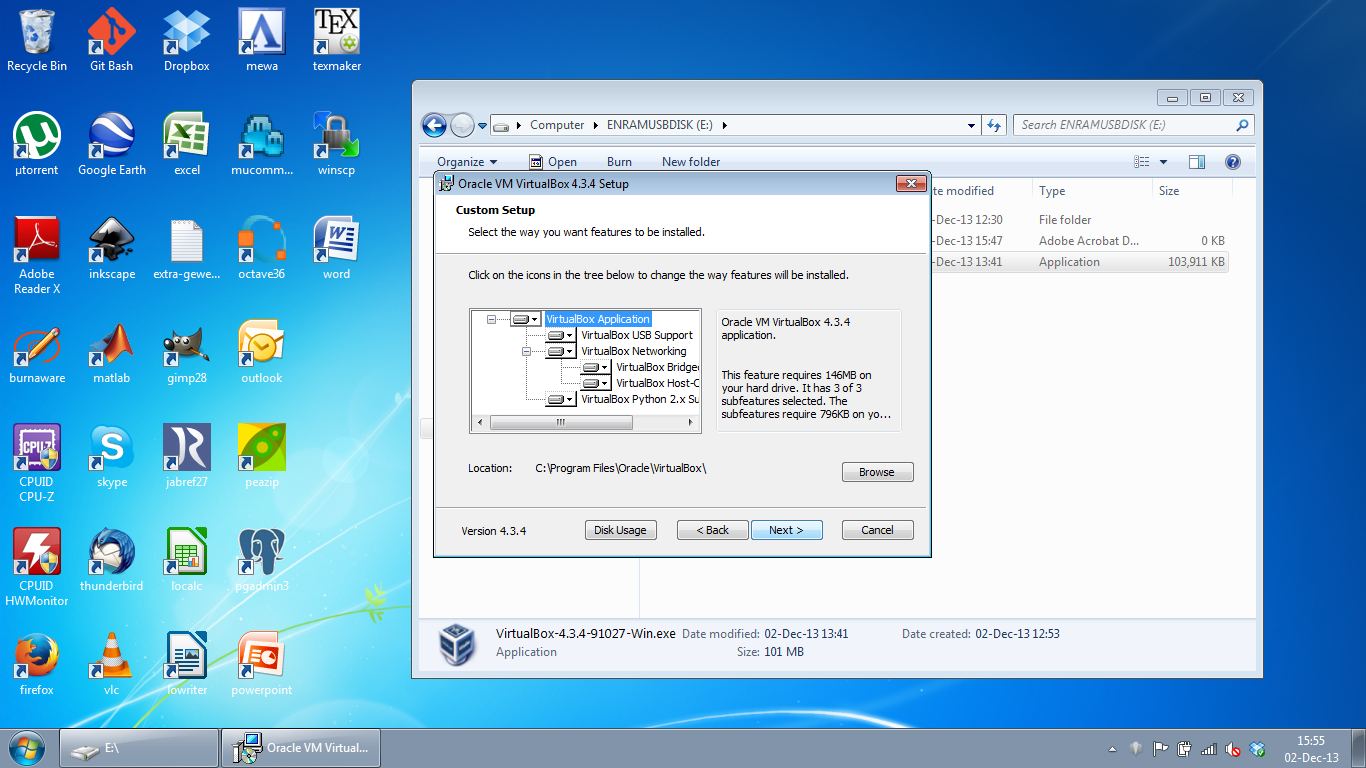 Recycle Bin
Git Bash
Dropbox
mewa
texmaker
µtorrent
Google Earth
excel
mucomm...
winscp
Adobe
Reader X
inkscape
extra-gewe...
octave36
word
burnaware
matlab
gimp28
outlook
CPUID
CPU-Z
skype
jabref27
peazip
CPUID
HWMonitor
thunderbird
localc
pgadmin3
firefox
vlc
lowriter
powerpoint
Computer ENRAMUSBDISK (E:)
Search ENRAMUSBDISK (E:)
Organize Open Burn New folder
te modified Type Size
-Dec-13 12:30 File folder
-Dec-13 15:47 Adobe Acrobat D... 0 KB
-Dec-13 13:41 Application 103,911 KB
Oracle VM VirtualBox 4.3.4 Setup
Custom Setup
Select the way you want features to be installed.
Click on the icons in the tree below to change the way features will be installed.
VirtualBox Application
VirtualBox USB Support
VirtualBox Networking
VirtualBox Bridge
VirtualBox Host-C
VirtualBox Python 2.x Su
Oracle VM VirtualBox 4.3.4
application.
This feature requires 146MB on
your hard drive. It has 3 of 3
subfeatures selected. The
subfeatures require 796KB on yo...
Location: C:\Program Files\Oracle\VirtualBox\
Browse
Version 4.3.4
Disk Usage
< Back
Next >
Cancel
VirtualBox-4.3.4-91027-Win.exe Date modified: 02-Dec-13 13:41 Date created: 02-Dec-13 12:53
Application Size: 101 MB
E:\
Oracle VM Virtual...
15:55
02-Dec-13